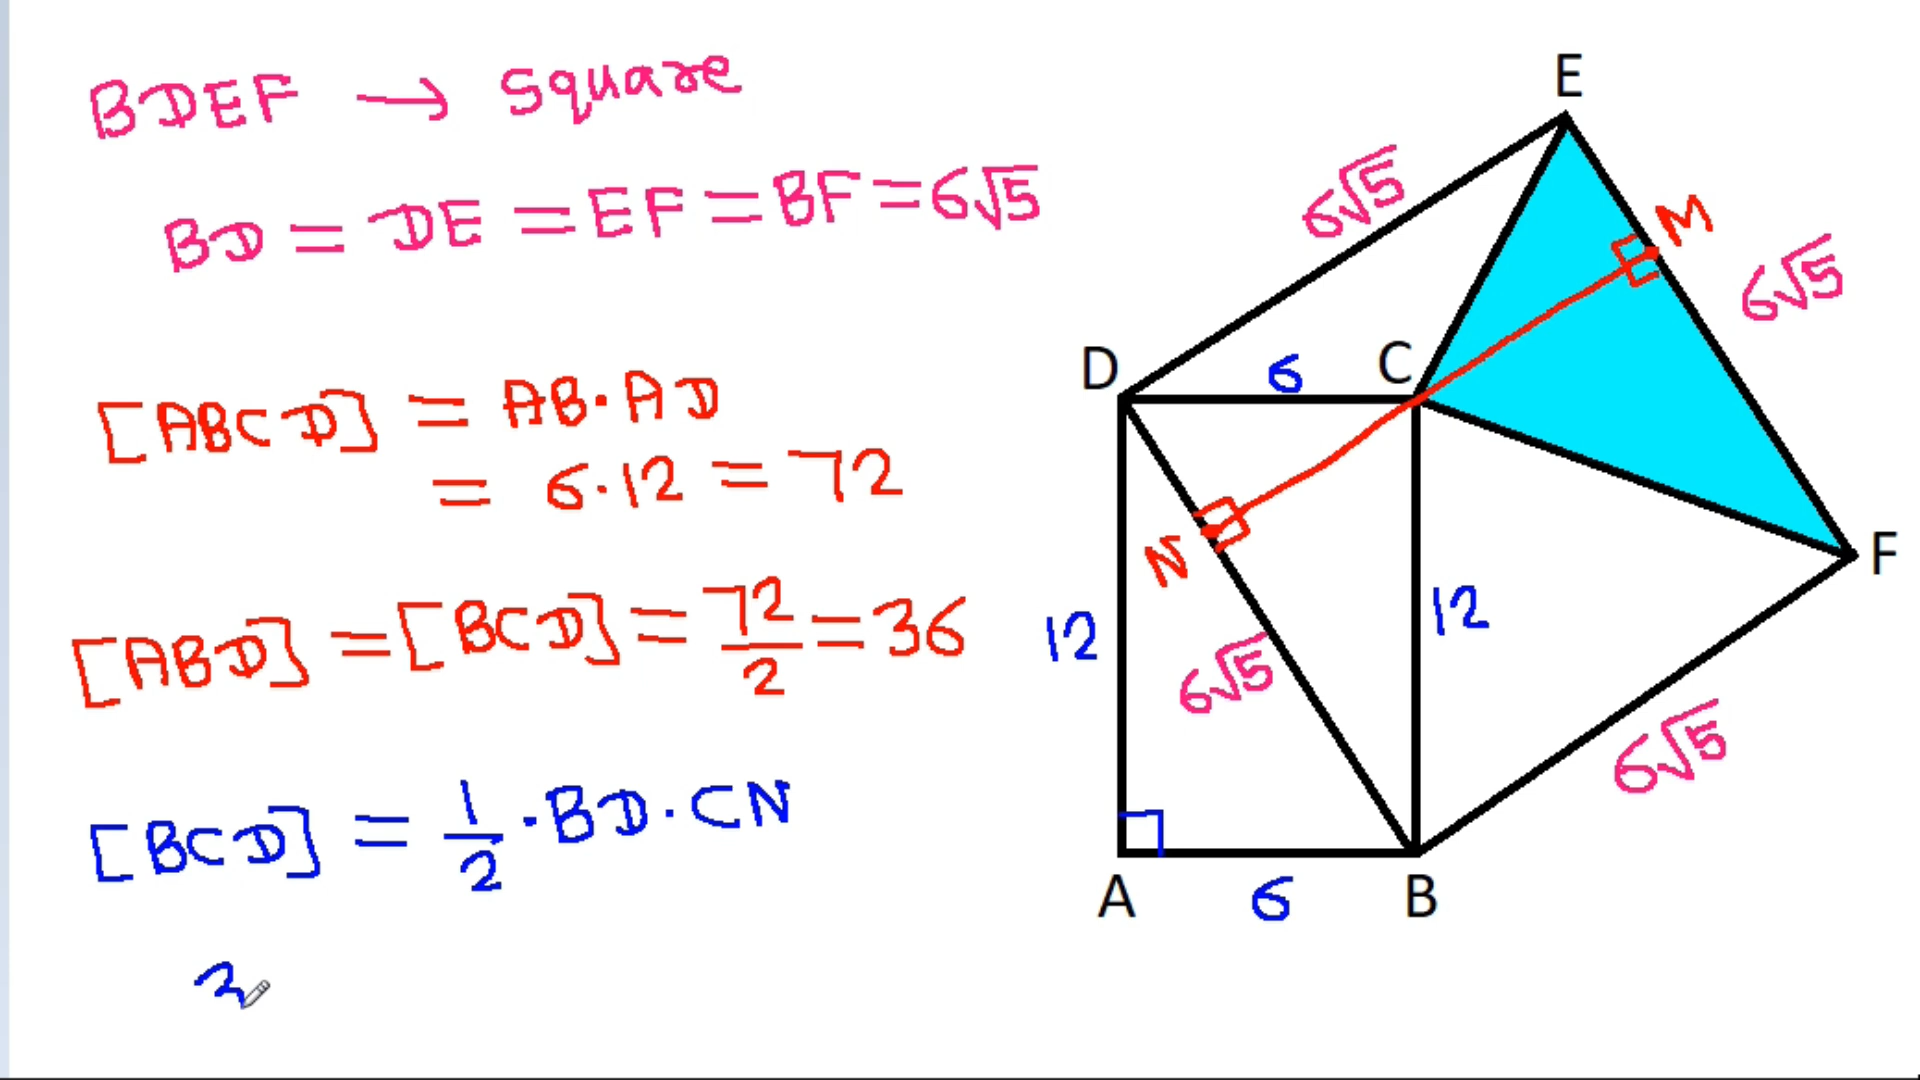 BDEF → Square
BD = DE = EF = BF = 6√5
[ABCD] = AB·AD
= 6·12 = 72
[ABD] = [BCD] = 72/2 = 36
[BCD] = 1/2 · BD · CN
3
E
6√5
M
6√5
D
6
C
N
F
12
12
6√5
6√5
A
6
B